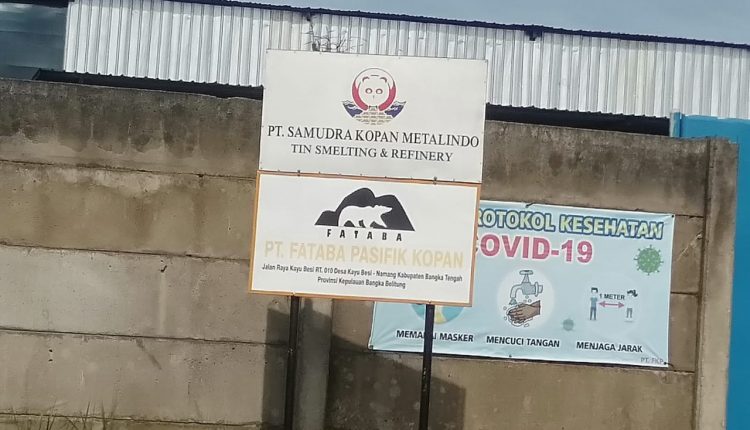 PT. SAMUDRA KOPAN METALINDO
TIN SMELTING & REFINERY
FATABA
PT. FATABA PASIFIK KOPAN
Jalan Raya Kayu Besi RT. 010 Desa Kayu Besi - Namang Kabupaten Bangka Tengah
Provinsi Kepulauan Bangka Belitung
KESEHATAN
COVID-19
1 METER
MENCUCI TANGAN
MENJAGA JARAK
MASKER
PT. FKP